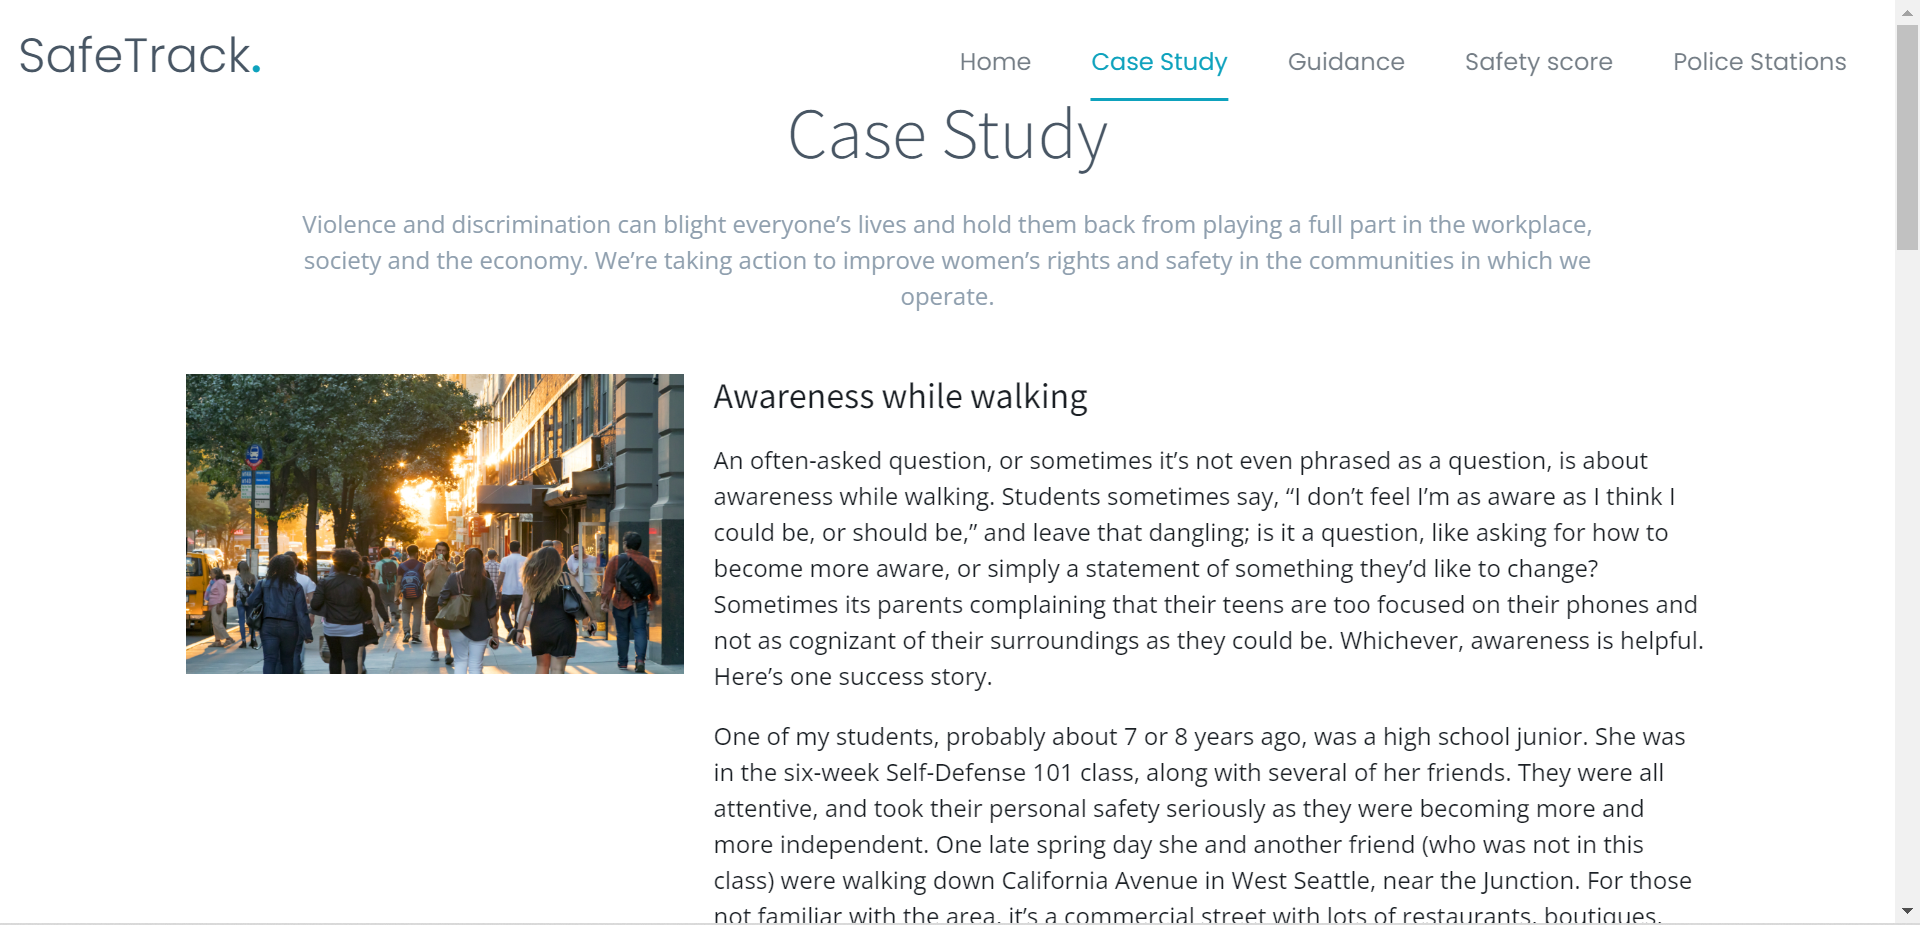 SafeTrack.
Home Case Study Guidance Safety score Police Stations
Case Study
Violence and discrimination can blight everyone’s lives and hold them back from playing a full part in the workplace,
society and the economy. We’re taking action to improve women’s rights and safety in the communities in which we
operate.
Awareness while walking
An often-asked question, or sometimes it’s not even phrased as a question, is about
awareness while walking. Students sometimes say, “I don’t feel I’m as aware as I think I
could be, or should be,” and leave that dangling; is it a question, like asking for how to
become more aware, or simply a statement of something they’d like to change?
Sometimes its parents complaining that their teens are too focused on their phones and
not as cognizant of their surroundings as they could be. Whichever, awareness is helpful.
Here’s one success story.
One of my students, probably about 7 or 8 years ago, was a high school junior. She was
in the six-week Self-Defense 101 class, along with several of her friends. They were all
attentive, and took their personal safety seriously as they were becoming more and
more independent. One late spring day she and another friend (who was not in this
class) were walking down California Avenue in West Seattle, near the Junction. For those
not familiar with the area, it’s a commercial street with lots of restaurants, boutiques,